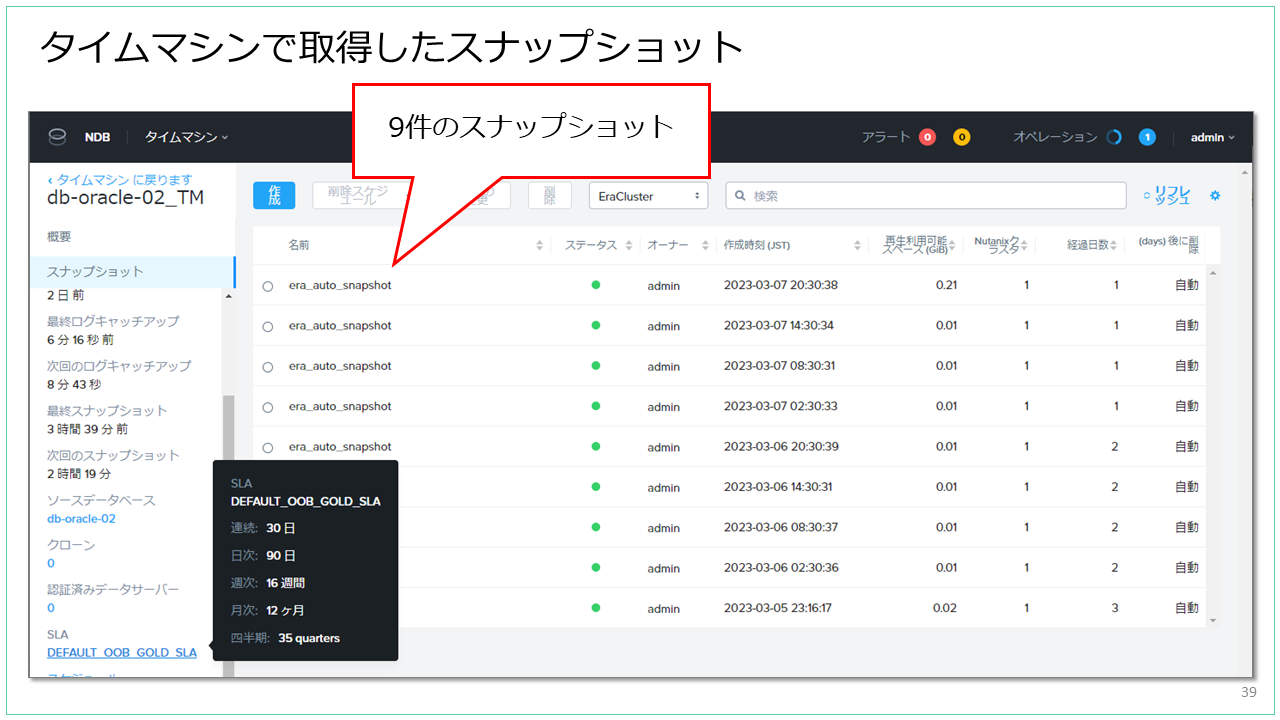 タイムマシンで取得したスナップショット
9件のスナップショット
NDB
タイムマシン
アラート 0 0
オペレーション 1
admin
タイムマシン に戻ります
db-oracle-02_TM
概要
スナップショット
2 日 前
最終ログキャッチアップ
6 分 16 秒 前
次回のログキャッチアップ
8 分 43 秒
最終スナップショット
3 時間 39 分 前
次回のスナップショット
2 時間 19 分
ソースデータベース
db-oracle-02
クローン
0
認証済みデータサーバー
0
SLA
DEFAULT_OOB_GOLD_SLA
スケジュール
作成
削除スケジュール
削除
EraCluster
検索
リフレッシュ
名前 ステータス オーナー 作成時刻 (JST) 再生利用可能スペース (GiB) Nutanixクラスタ 経過日数 (days) 後に削除
era_auto_snapshot admin 2023-03-07 20:30:38 0.21 1 1 自動
era_auto_snapshot admin 2023-03-07 14:30:34 0.01 1 1 自動
era_auto_snapshot admin 2023-03-07 08:30:31 0.01 1 1 自動
era_auto_snapshot admin 2023-03-07 02:30:33 0.01 1 1 自動
era_auto_snapshot admin 2023-03-06 20:30:39 0.01 1 2 自動
admin 2023-03-06 14:30:31 0.01 1 2 自動
admin 2023-03-06 08:30:37 0.01 1 2 自動
admin 2023-03-06 02:30:36 0.01 1 2 自動
admin 2023-03-05 23:16:17 0.02 1 3 自動
SLA
DEFAULT_OOB_GOLD_SLA
連続: 30 日
日次: 90 日
週次: 16 週間
月次: 12 ヶ月
四半期: 35 quarters
39